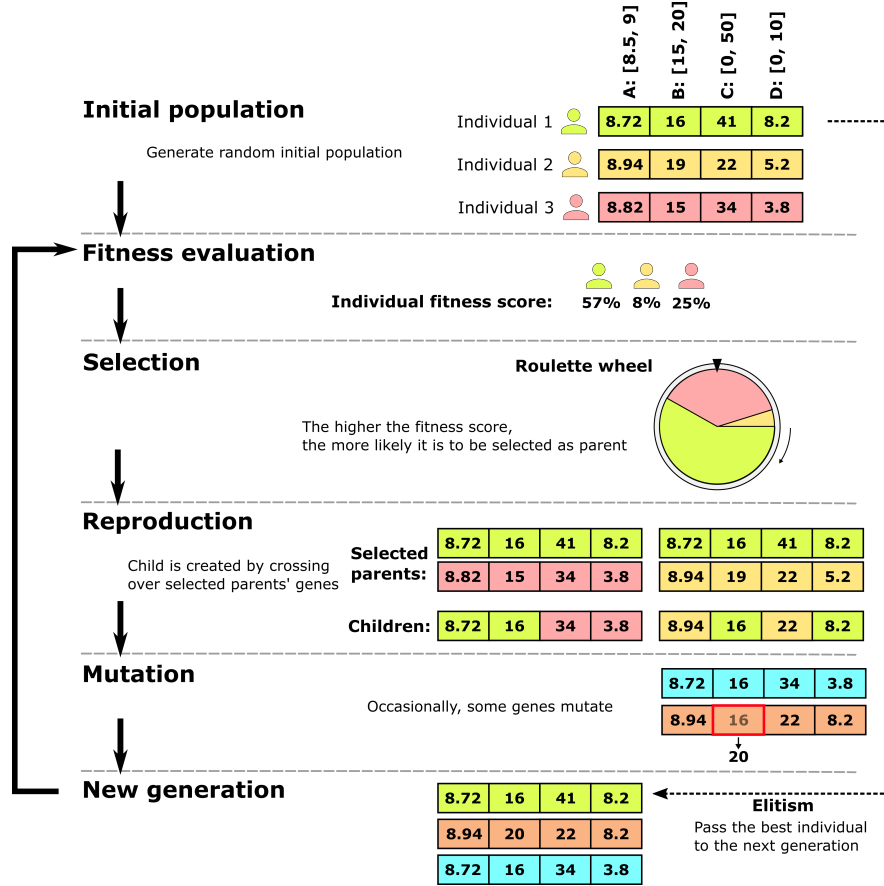 A: [8.5, 9]
B: [15, 20]
C: [0, 50]
D: [0, 10]
Initial population
Generate random initial population
Individual 1
8.72 16 41 8.2
Individual 2
8.94 19 22 5.2
Individual 3
8.82 15 34 3.8
Fitness evaluation
Individual fitness score:
57% 8% 25%
Selection
Roulette wheel
The higher the fitness score,
the more likely it is to be selected as parent
Reproduction
Child is created by crossing
over selected parents' genes
Selected
parents:
8.72 16 41 8.2
8.82 15 34 3.8
8.72 16 41 8.2
8.94 19 22 5.2
Children:
8.72 16 34 3.8
8.94 16 22 8.2
Mutation
Occasionally, some genes mutate
8.72 16 34 3.8
8.94 16 22 8.2
20
New generation
8.72 16 41 8.2
8.94 20 22 8.2
8.72 16 34 3.8
Elitism
Pass the best individual
to the next generation